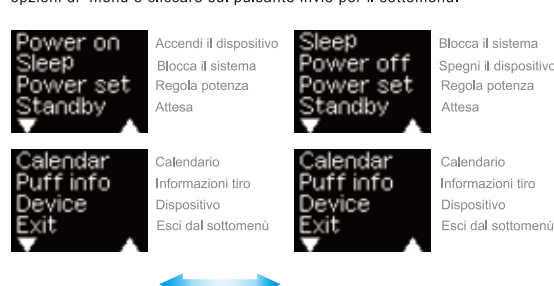 opzioni di menu e cliccare sul pulsante invio per il sottomenu.
Power on Accendi il dispositivo
Sleep Blocca il sistema
Power set Regola potenza
Standby Attesa
Sleep Blocca il sistema
Power off Spegni il dispositivo
Power set Regola potenza
Standby Attesa
Calendar Calendario
Puff info Informazioni tiro
Device Dispositivo
Exit Esci dal sottomenù
Calendar Calendario
Puff info Informazioni tiro
Device Dispositivo
Exit Esci dal sottomenù